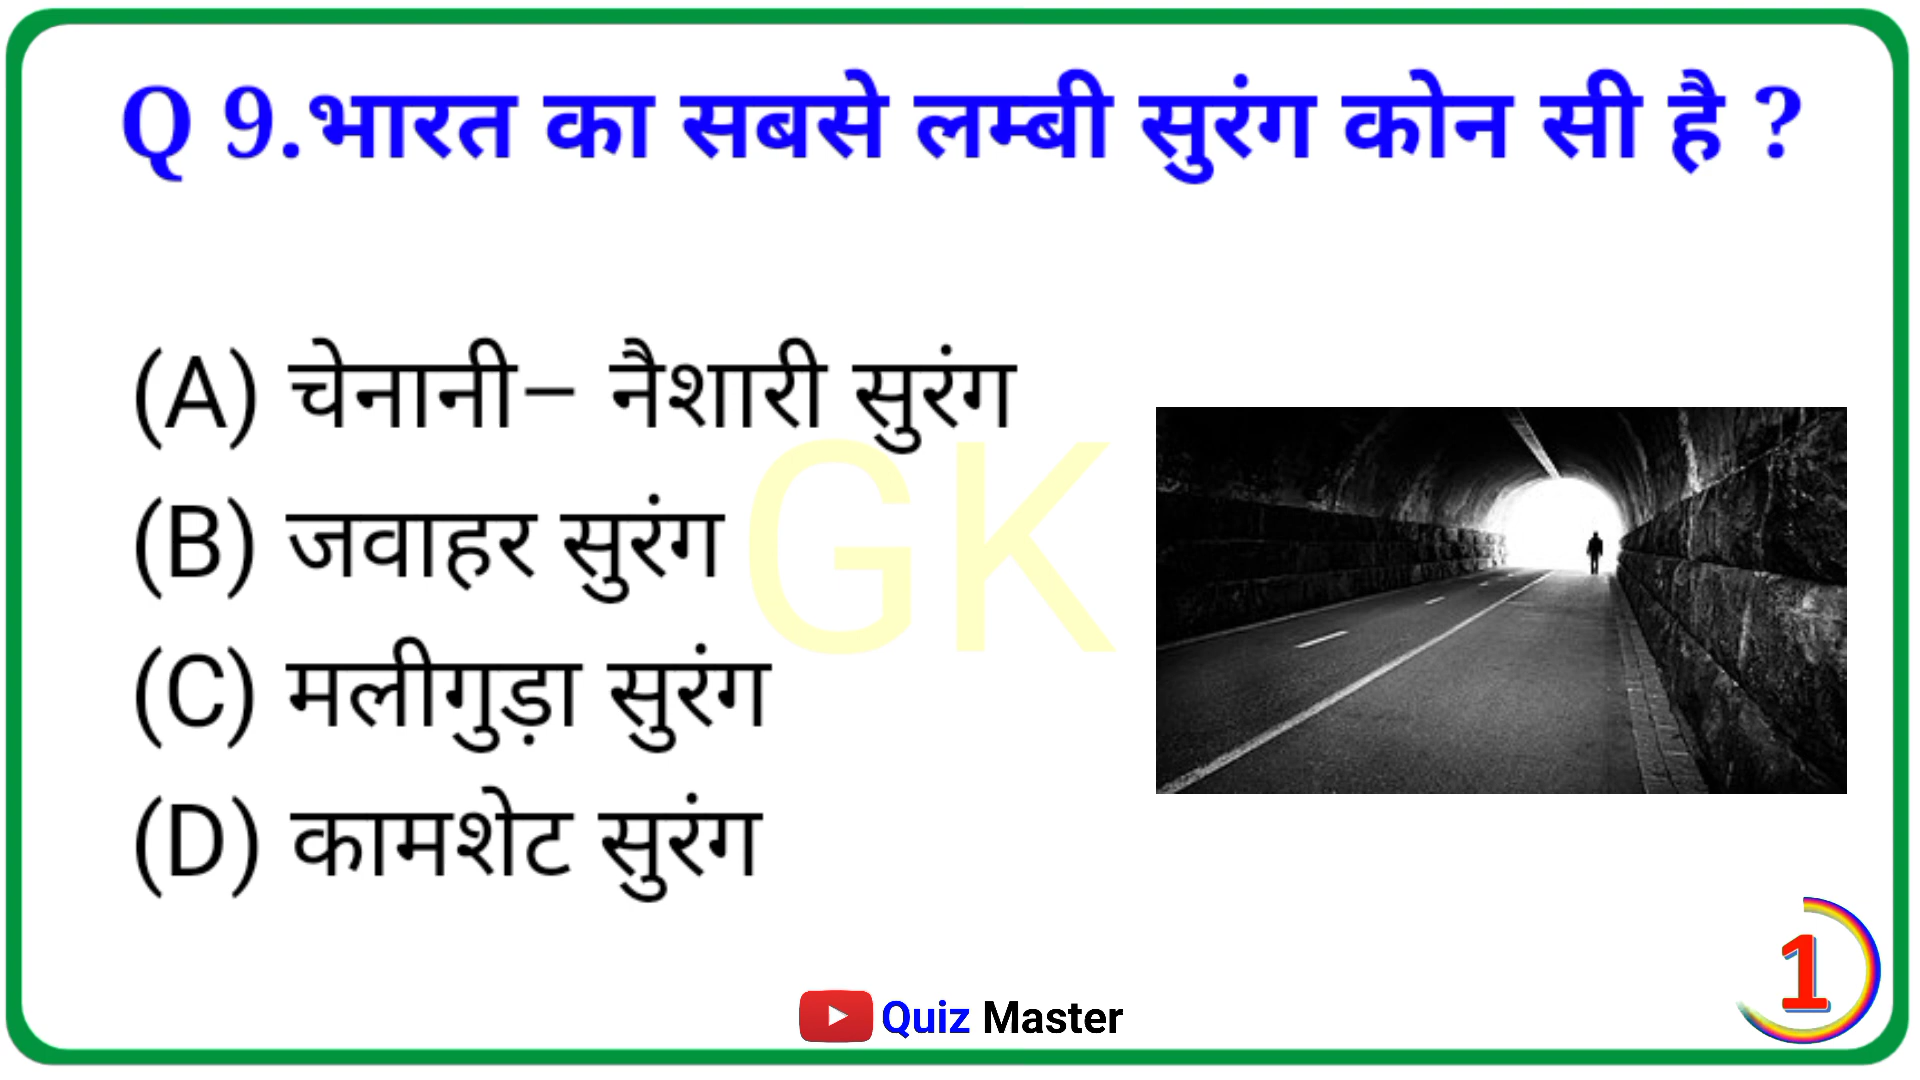 Q 9.भारत का सबसे लम्बी सुरंग कोन सी है ?
(A) चेनानी– नैशारी सुरंग
(B) जवाहर सुरंग
(C) मलीगुड़ा सुरंग
(D) कामशेट सुरंग
GK
1
Quiz Master